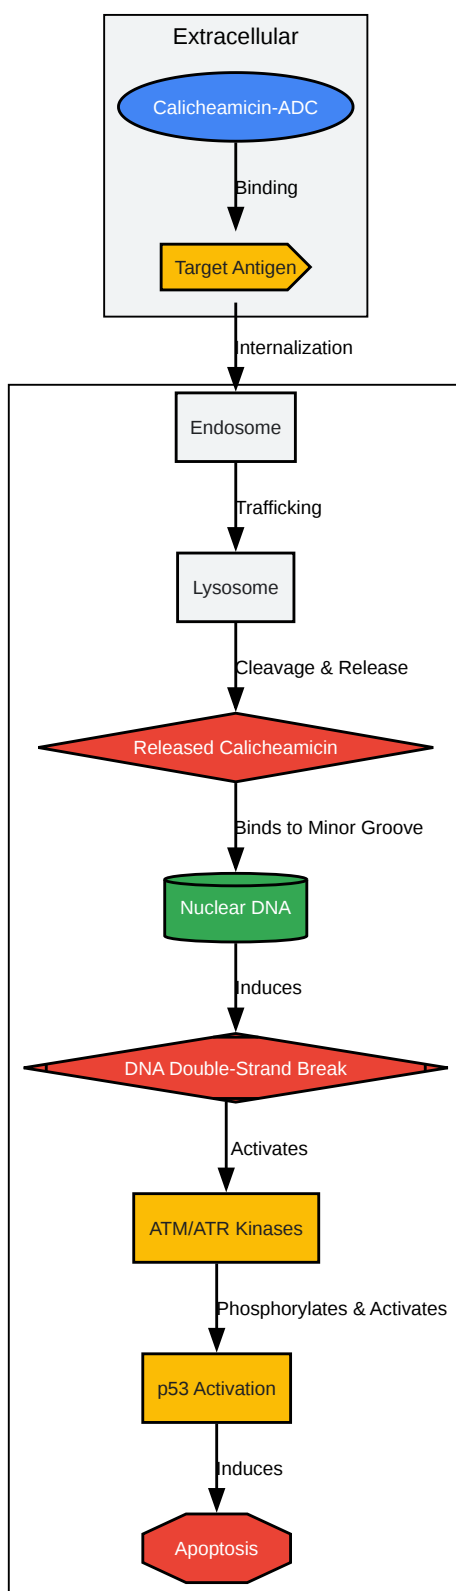 Extracellular
Calicheamicin-ADC
Binding
Target Antigen
Internalization
Endosome
Trafficking
Lysosome
Cleavage & Release
Released Calicheamicin
Binds to Minor Groove
Nuclear DNA
Induces
DNA Double-Strand Break
Activates
ATM/ATR Kinases
Phosphorylates & Activates
p53 Activation
Induces
Apoptosis